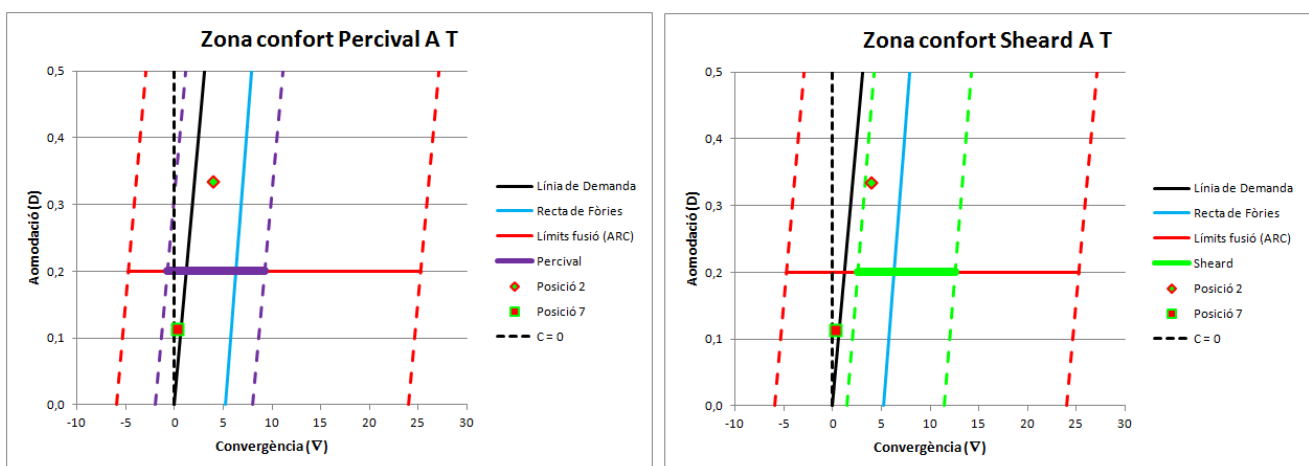 Zona confort Percival A T
0,5
0,4
0,3
0,2
0,1
0,0
-10 -5 0 5 10 15 20 25 30
Aomodació (D)
Convergència (∇)
Línia de Demanda
Recta de Fòries
Límits fusió (ARC)
Percival
Posició 2
Posició 7
C = 0
Zona confort Sheard A T
0,5
0,4
0,3
0,2
0,1
0,0
-10 -5 0 5 10 15 20 25 30
Aomodació (D)
Convergència (∇)
Línia de Demanda
Recta de Fòries
Límits fusió (ARC)
Sheard
Posició 2
Posició 7
C = 0